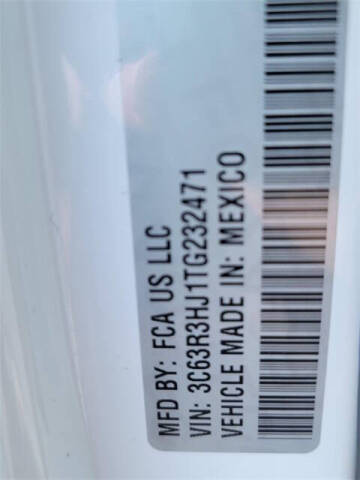 MFD BY: FCA US LLC
VIN: 3C63R3HJ1TG232471
VEHICLE MADE IN: MEXICO